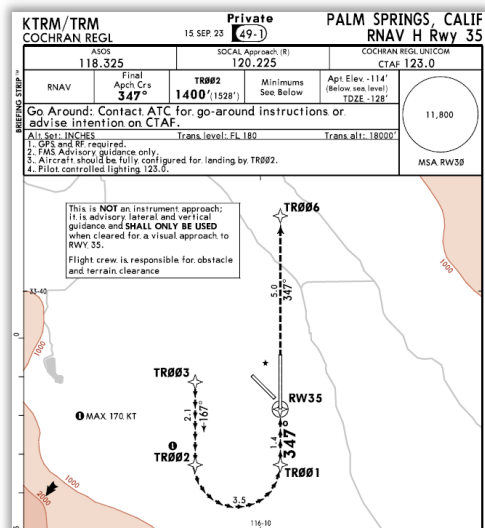 KTRM/TRM
COCHRAN REGL
15 SEP 23
Private
49-1
PALM SPRINGS, CALIF
RNAV H Rwy 35
ASOS
118.325
SOCAL Approach (R)
120.225
COCHRAN REGL UNICOM
CTAF 123.0
BRIEFING STRIP™
RNAV
Final
Apch Crs
347°
TRØØ2
1400'(1528')
Minimums
See Below
Apt Elev -114'
(Below sea level)
TDZE -128'
11,800
MSA RW30
Go Around: Contact ATC for go-around instructions or
advise intention on CTAF.
Alt Set: INCHES
Trans level: FL 180
Trans alt: 18000'
1. GPS and RF required.
2. FMS Advisory guidance only.
3. Aircraft should be fully configured for landing by TRØØ2.
4. Pilot controlled lighting 123.0.
This is NOT an instrument approach;
it is advisory lateral and vertical
guidance and SHALL ONLY BE USED
when cleared for a visual approach to
RWY 35.
Flight crew is responsible for obstacle
and terrain clearance
TRØØ6
1000
5.0
347°
33-40
0
1000
TRØØ3
RW35
2.1
167°
1 MAX 170 KT
1
1.4
347°
TRØØ2
TRØØ1
1000
2000
3.5
116-10